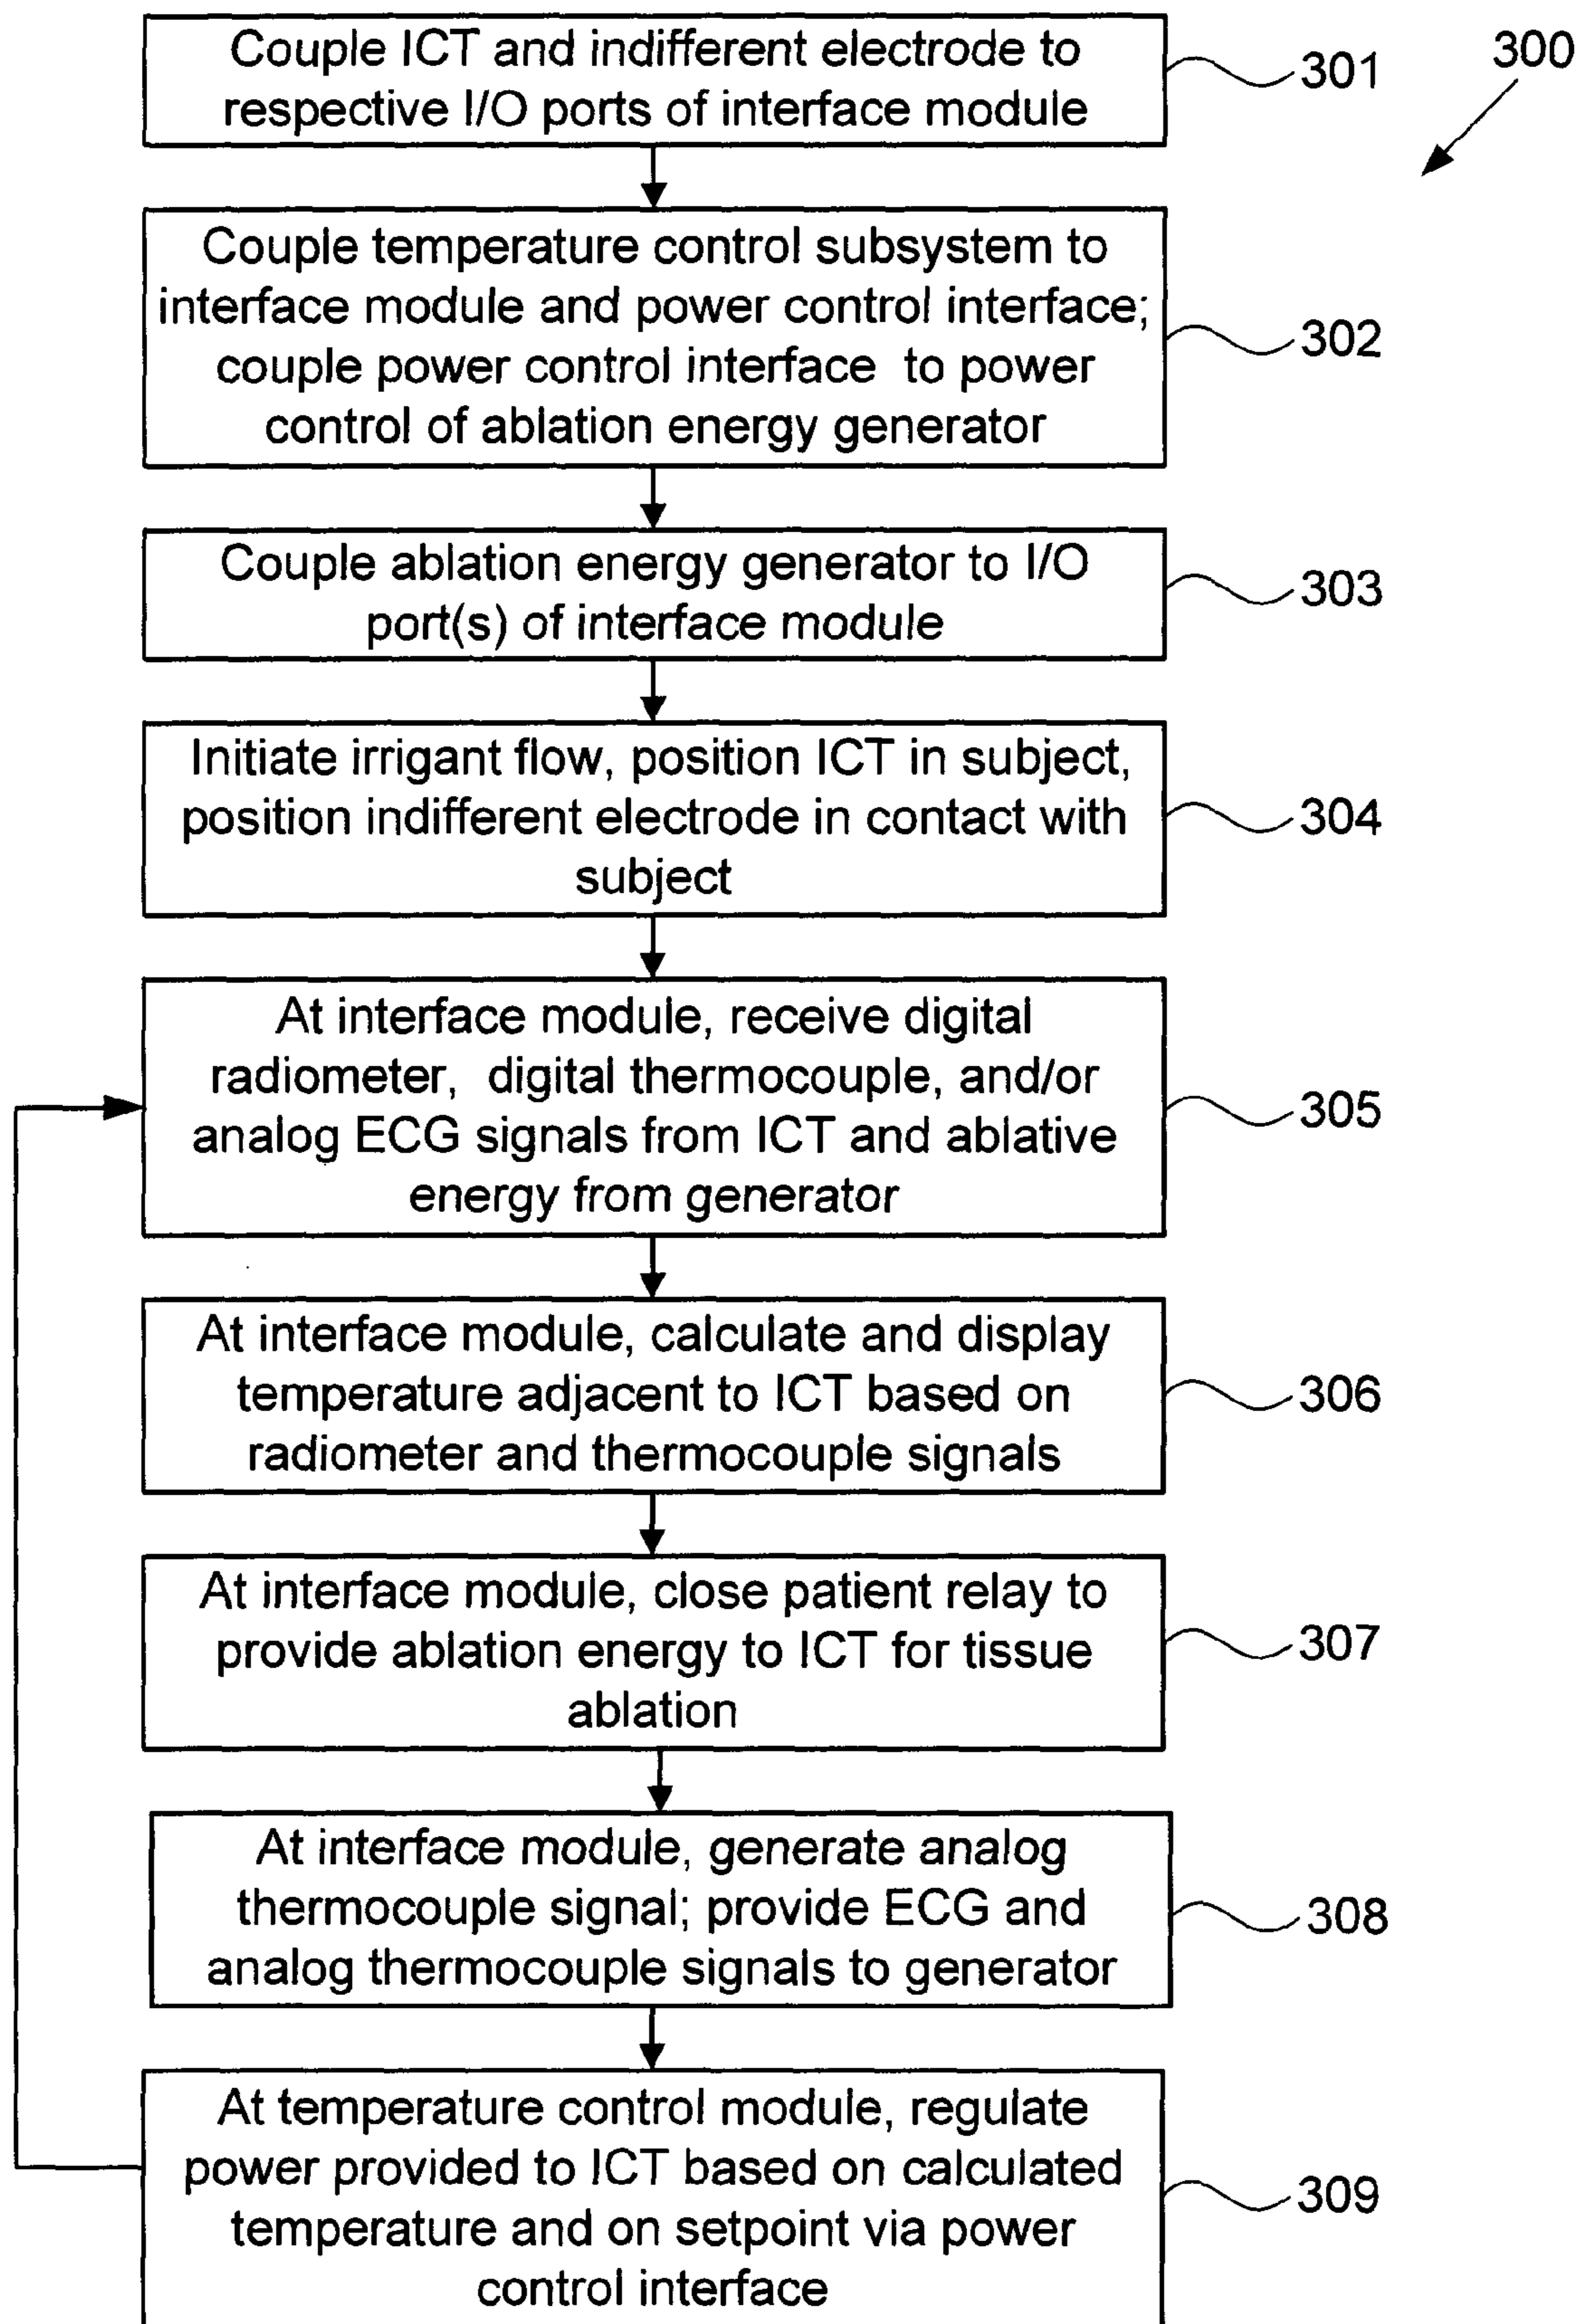 Couple ICT and indifferent electrode to
respective I/O ports of interface module
301
300
Couple temperature control subsystem to
interface module and power control interface;
couple power control interface to power
control of ablation energy generator
302
Couple ablation energy generator to I/O
port(s) of interface module
303
Initiate irrigant flow, position ICT in subject,
position indifferent electrode in contact with
subject
304
At interface module, receive digital
radiometer, digital thermocouple, and/or
analog ECG signals from ICT and ablative
energy from generator
305
At interface module, calculate and display
temperature adjacent to ICT based on
radiometer and thermocouple signals
306
At interface module, close patient relay to
provide ablation energy to ICT for tissue
ablation
307
At interface module, generate analog
thermocouple signal; provide ECG and
analog thermocouple signals to generator
308
At temperature control module, regulate
power provided to ICT based on calculated
temperature and on setpoint via power
control interface
309